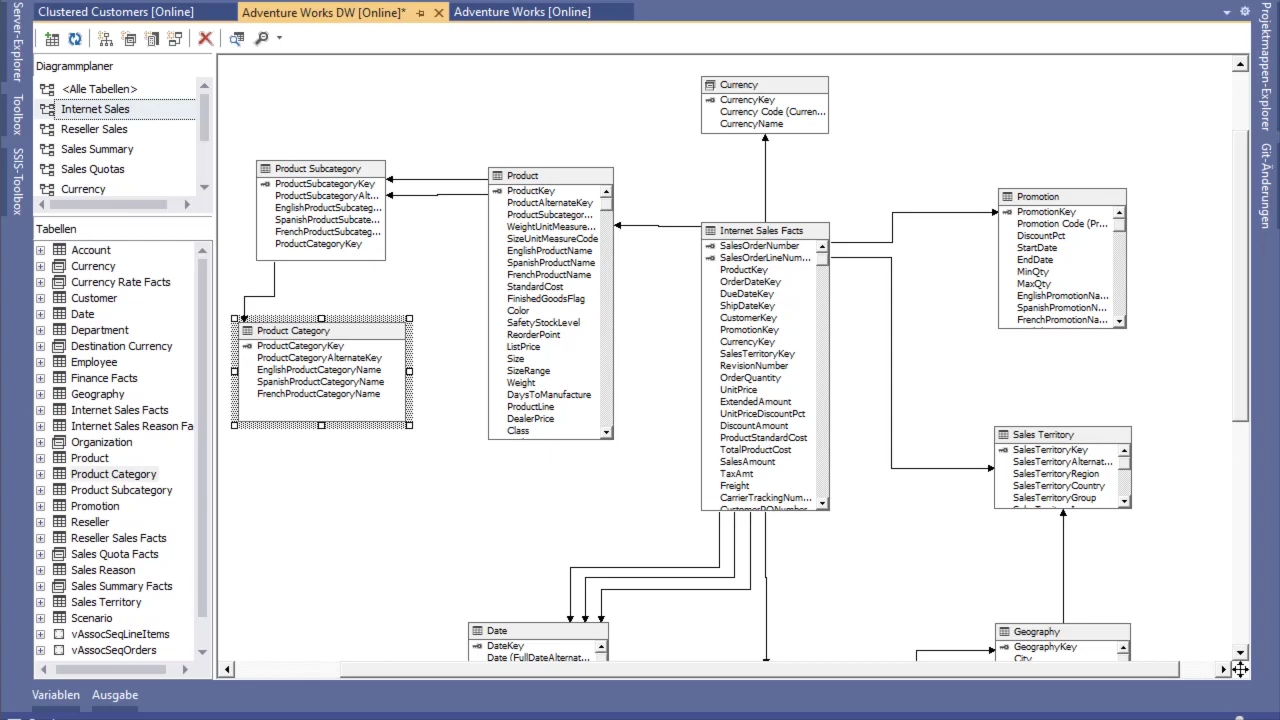 Clustered Customers [Online]
Adventure Works DW [Online]*
Adventure Works [Online]
Server-Explorer
Toolbox
SSIS-Toolbox
Projektmappen-Explorer
Git-Änderungen
Diagrammplaner
<Alle Tabellen>
Internet Sales
Reseller Sales
Sales Summary
Sales Quotas
Currency
Tabellen
Account
Currency
Currency Rate Facts
Customer
Date
Department
Destination Currency
Employee
Finance Facts
Geography
Internet Sales Facts
Internet Sales Reason Fa
Organization
Product
Product Category
Product Subcategory
Promotion
Reseller
Reseller Sales Facts
Sales Quota Facts
Sales Reason
Sales Summary Facts
Sales Territory
Scenario
vAssocSeqLineItems
vAssocSeqOrders
Product Subcategory
ProductSubcategoryKey
ProductSubcategoryAlt...
EnglishProductSubcateg...
SpanishProductSubcate...
FrenchProductSubcateg...
ProductCategoryKey
Product Category
ProductCategoryKey
ProductCategoryAlternateKey
EnglishProductCategoryName
SpanishProductCategoryName
FrenchProductCategoryName
Product
ProductKey
ProductAlternateKey
ProductSubcategor...
WeightUnitMeasure...
SizeUnitMeasureCode
EnglishProductName
SpanishProductName
FrenchProductName
StandardCost
FinishedGoodsFlag
Color
SafetyStockLevel
ReorderPoint
ListPrice
Size
SizeRange
Weight
DaysToManufacture
ProductLine
DealerPrice
Class
Currency
CurrencyKey
Currency Code (Curren...
CurrencyName
Internet Sales Facts
SalesOrderNumber
SalesOrderLineNum...
ProductKey
OrderDateKey
DueDateKey
ShipDateKey
CustomerKey
PromotionKey
CurrencyKey
SalesTerritoryKey
RevisionNumber
OrderQuantity
UnitPrice
ExtendedAmount
UnitPriceDiscountPct
DiscountAmount
ProductStandardCost
TotalProductCost
SalesAmount
TaxAmt
Freight
CarrierTrackingNum...
CustomerPONumber
Promotion
PromotionKey
Promotion Code (Pr...
DiscountPct
StartDate
EndDate
MinQty
MaxQty
EnglishPromotionNa...
SpanishPromotionN...
FrenchPromotionNa...
Sales Territory
SalesTerritoryKey
SalesTerritoryAlternat...
SalesTerritoryRegion
SalesTerritoryCountry
SalesTerritoryGroup
Date
DateKey
Date (FullDateAlternat...
Geography
GeographyKey
City
Variablen
Ausgabe